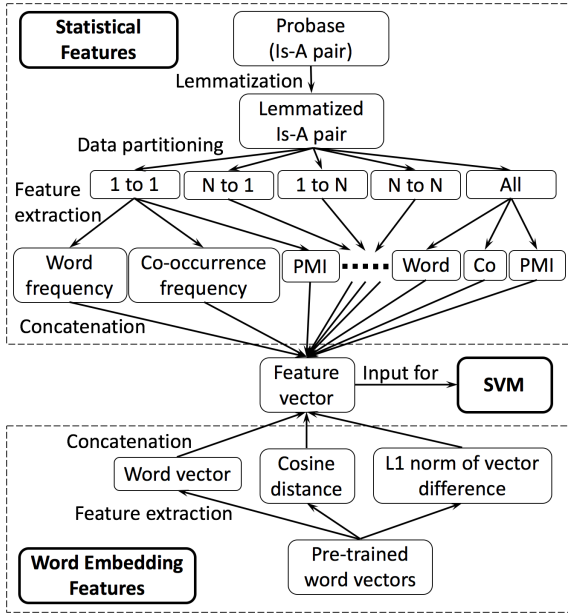 Statistical
Features
Probase
(Is-A pair)
Lemmatization
Lemmatized
Is-A pair
Data partitioning
1 to 1
N to 1
1 to N
N to N
All
Feature
extraction
Word
frequency
Co-occurrence
frequency
PMI
Word
Co
PMI
Concatenation
Feature
vector
Input for
SVM
Concatenation
Word vector
Cosine
distance
L1 norm of vector
difference
Feature extraction
Pre-trained
word vectors
Word Embedding
Features